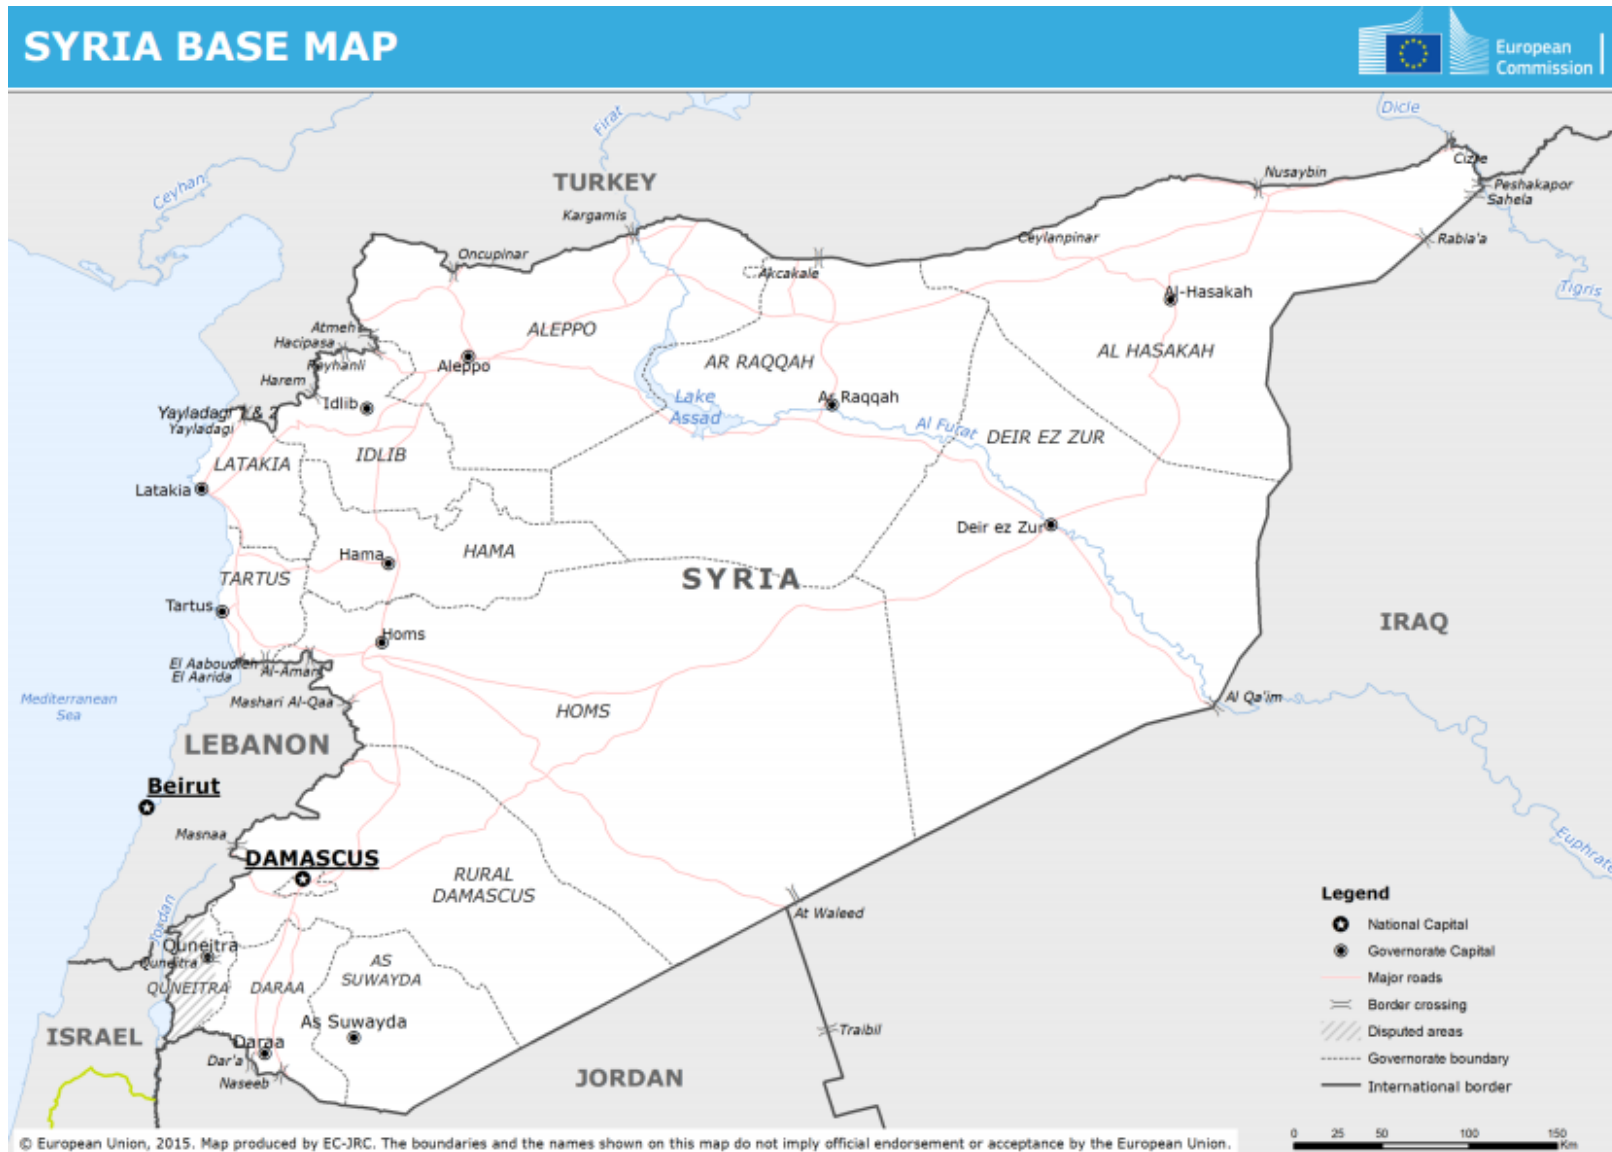 SYRIA BASE MAP
European
Commission
Dicle
Firat
Ceyhan
TURKEY
Cizre
Nusaybin
Peshakapor
Sahela
Kargamis
Ceylanpinar
Rabia'a
Oncupinar
Akcakale
Tigris
Al-Hasakah
Atmeh
Hacipasa
ALEPPO
AL HASAKAH
Reyhanli
Aleppo
AR RAQQAH
Harem
Idlib
Lake
Assad
Ar Raqqah
Yayladagi 1 & 2
Yayladagi
Al Furat
DEIR EZ ZUR
LATAKIA
IDLIB
Latakia
Deir ez Zur
Hama
HAMA
TARTUS
SYRIA
Tartus
IRAQ
Homs
El Aaboudieh
El Aarida
Al-Aman
Mediterranean
Sea
Mashari Al-Qaa
HOMS
Al Qa'im
LEBANON
Beirut
Masnaa
Euphrate
DAMASCUS
RURAL
DAMASCUS
At Waleed
Jordan
Quneitra
Quneitra
QUNEITRA
DARAA
AS
SUWAYDA
As Suwayda
ISRAEL
Daraa
Dar'a
Naseeb
JORDAN
Traibil
Legend
National Capital
Governorate Capital
Major roads
Border crossing
Disputed areas
Governorate boundary
International border
© European Union, 2015. Map produced by EC-JRC. The boundaries and the names shown on this map do not imply official endorsement or acceptance by the European Union.
0 25 50 100 150
Km